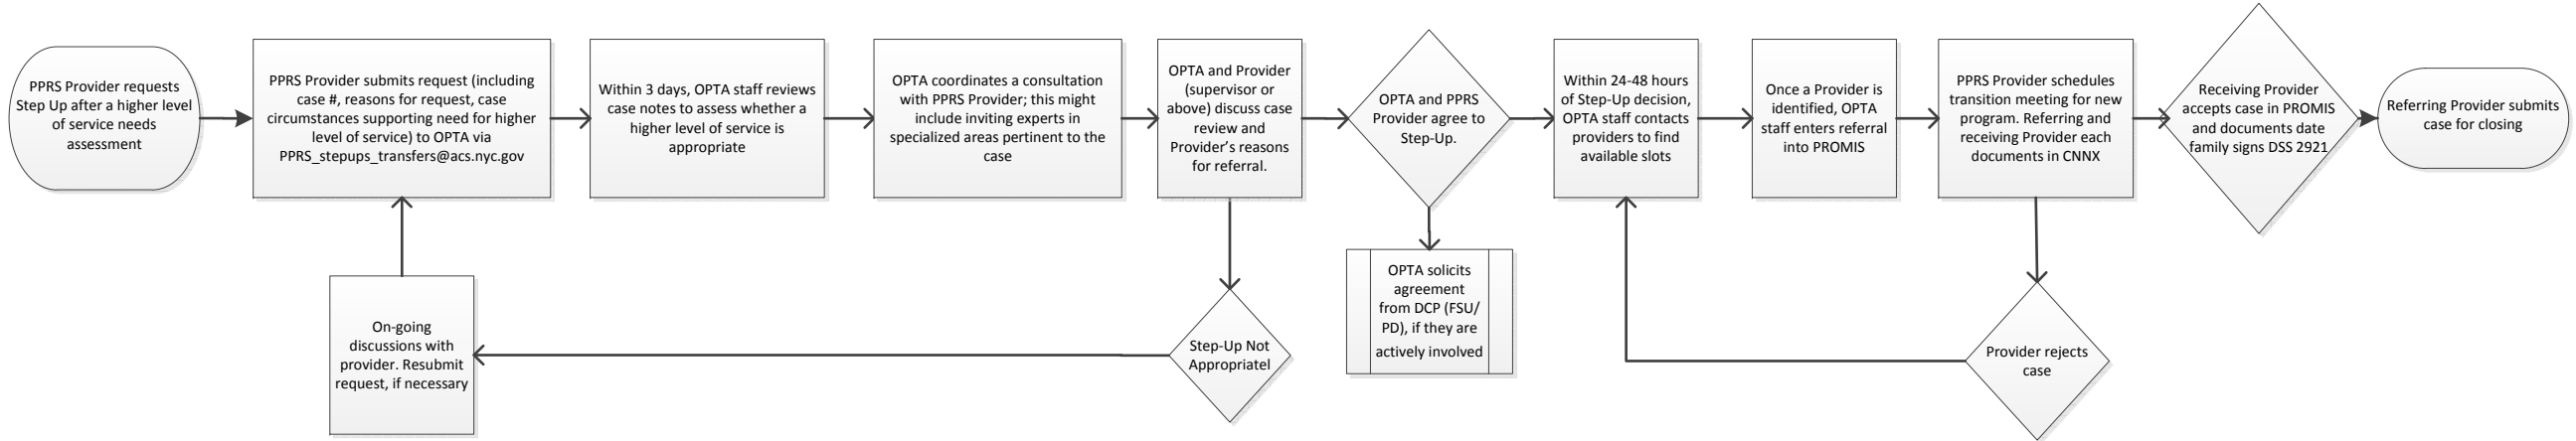 PPRS Provider requests
Step Up after a higher level
of service needs
assessment
PPRS Provider submits request (including
case #, reasons for request, case
circumstances supporting need for higher
level of service) to OPTA via
PPRS_stepups_transfers@acs.nyc.gov
Within 3 days, OPTA staff reviews
case notes to assess whether a
higher level of service is
appropriate
OPTA coordinates a consultation
with PPRS Provider; this might
include inviting experts in
specialized areas pertinent to the
case
OPTA and Provider
(supervisor or
above) discuss case
review and
Provider’s reasons
for referral.
OPTA and PPRS
Provider agree to
Step-Up.
Within 24-48 hours
of Step-Up decision,
OPTA staff contacts
providers to find
available slots
Once a Provider is
identified, OPTA
staff enters referral
into PROMIS
PPRS Provider schedules
transition meeting for new
program. Referring and
receiving Provider each
documents in CNNX
Receiving Provider
accepts case in PROMIS
and documents date
family signs DSS 2921
Referring Provider submits
case for closing
On-going
discussions with
provider. Resubmit
request, if necessary
Step-Up Not
Appropriatel
OPTA solicits
agreement
from DCP (FSU/
PD), if they are
actively involved
Provider rejects
case